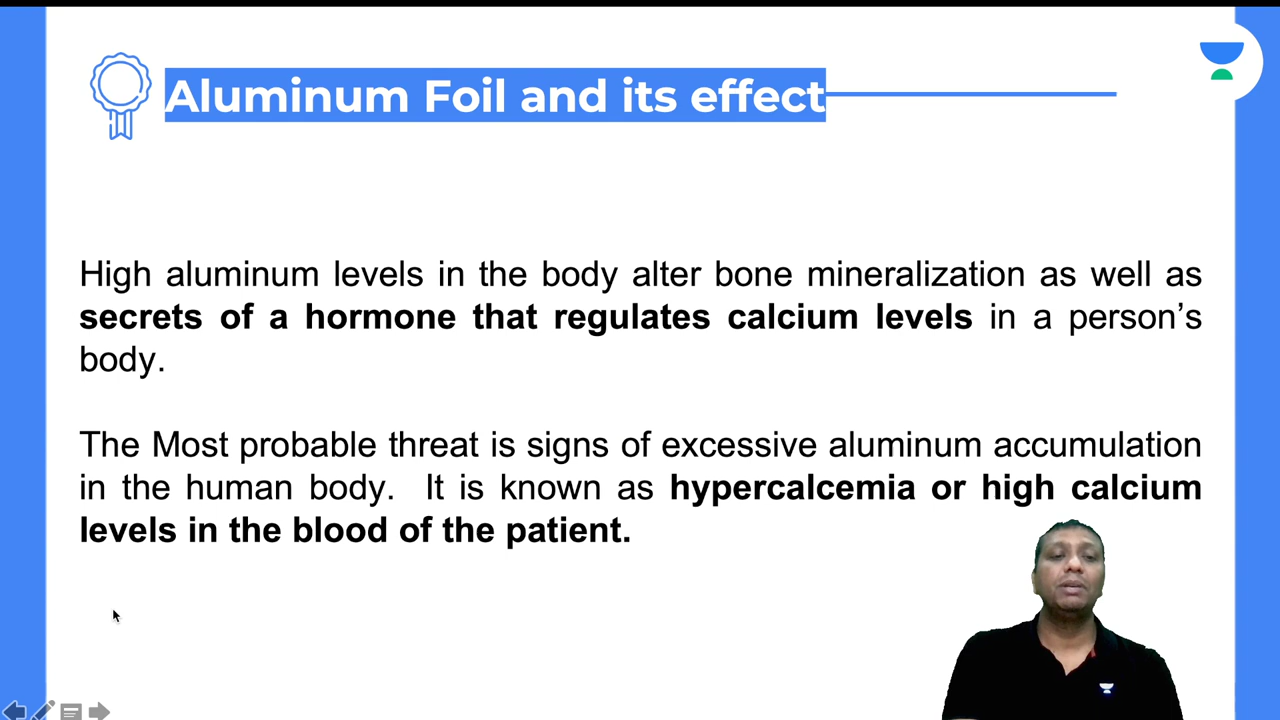 Aluminum Foil and its effect
High aluminum levels in the body alter bone mineralization as well as
secrets of a hormone that regulates calcium levels in a person’s
body.
The Most probable threat is signs of excessive aluminum accumulation
in the human body. It is known as hypercalcemia or high calcium
levels in the blood of the patient.